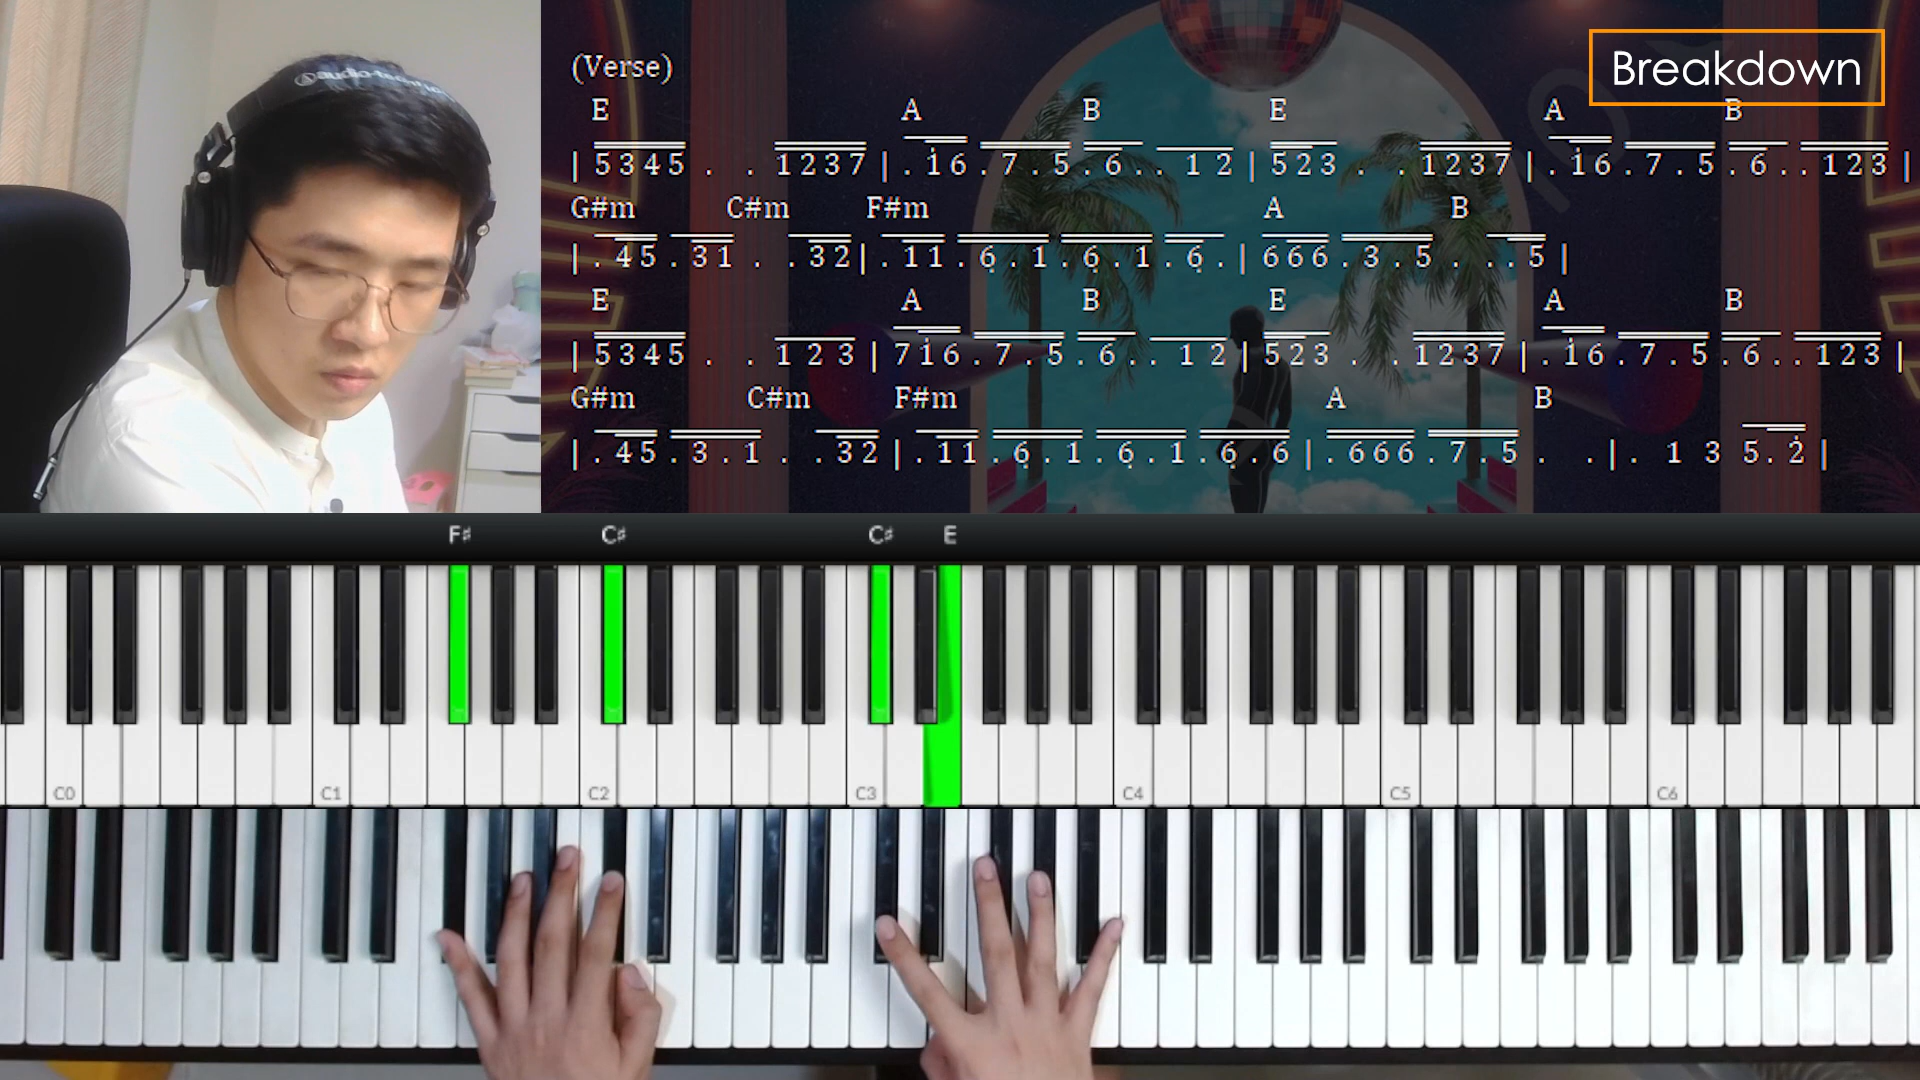 audio-tech
Breakdown
(Verse)
E A B E A B
| 5 3 4 5 . . 1 2 3 7 | . 1̇ 6 . 7 . 5 . 6 . . 1 2 | 5 2 3 . . 1 2 3 7 | . 1̇ 6 . 7 . 5 . 6 . . 1 2 3 |
G#m C#m F#m A B
| . 4 5 . 3 1 . . 3 2 | . 1 1 . 6̣ . 1 . 6̣ . 1 . 6̣ . | 6 6 6 . 3 . 5 . . . 5 |
E A B E A B
| 5 3 4 5 . . 1 2 3 | 7 1̇ 6 . 7 . 5 . 6 . . 1 2 | 5 2 3 . . 1 2 3 7 | . 1̇ 6 . 7 . 5 . 6 . . 1 2 3 |
G#m C#m F#m A B
| . 4 5 . 3 . 1 . . 3 2 | . 1 1 . 6̣ . 1 . 6̣ . 1 . 6̣ . 6 | . 6 6 6 . 7 . 5 . . | . 1 3 5 . 2̇ |
F♯ C♯ C♯ E
C0 C1 C2 C3 C4 C5 C6